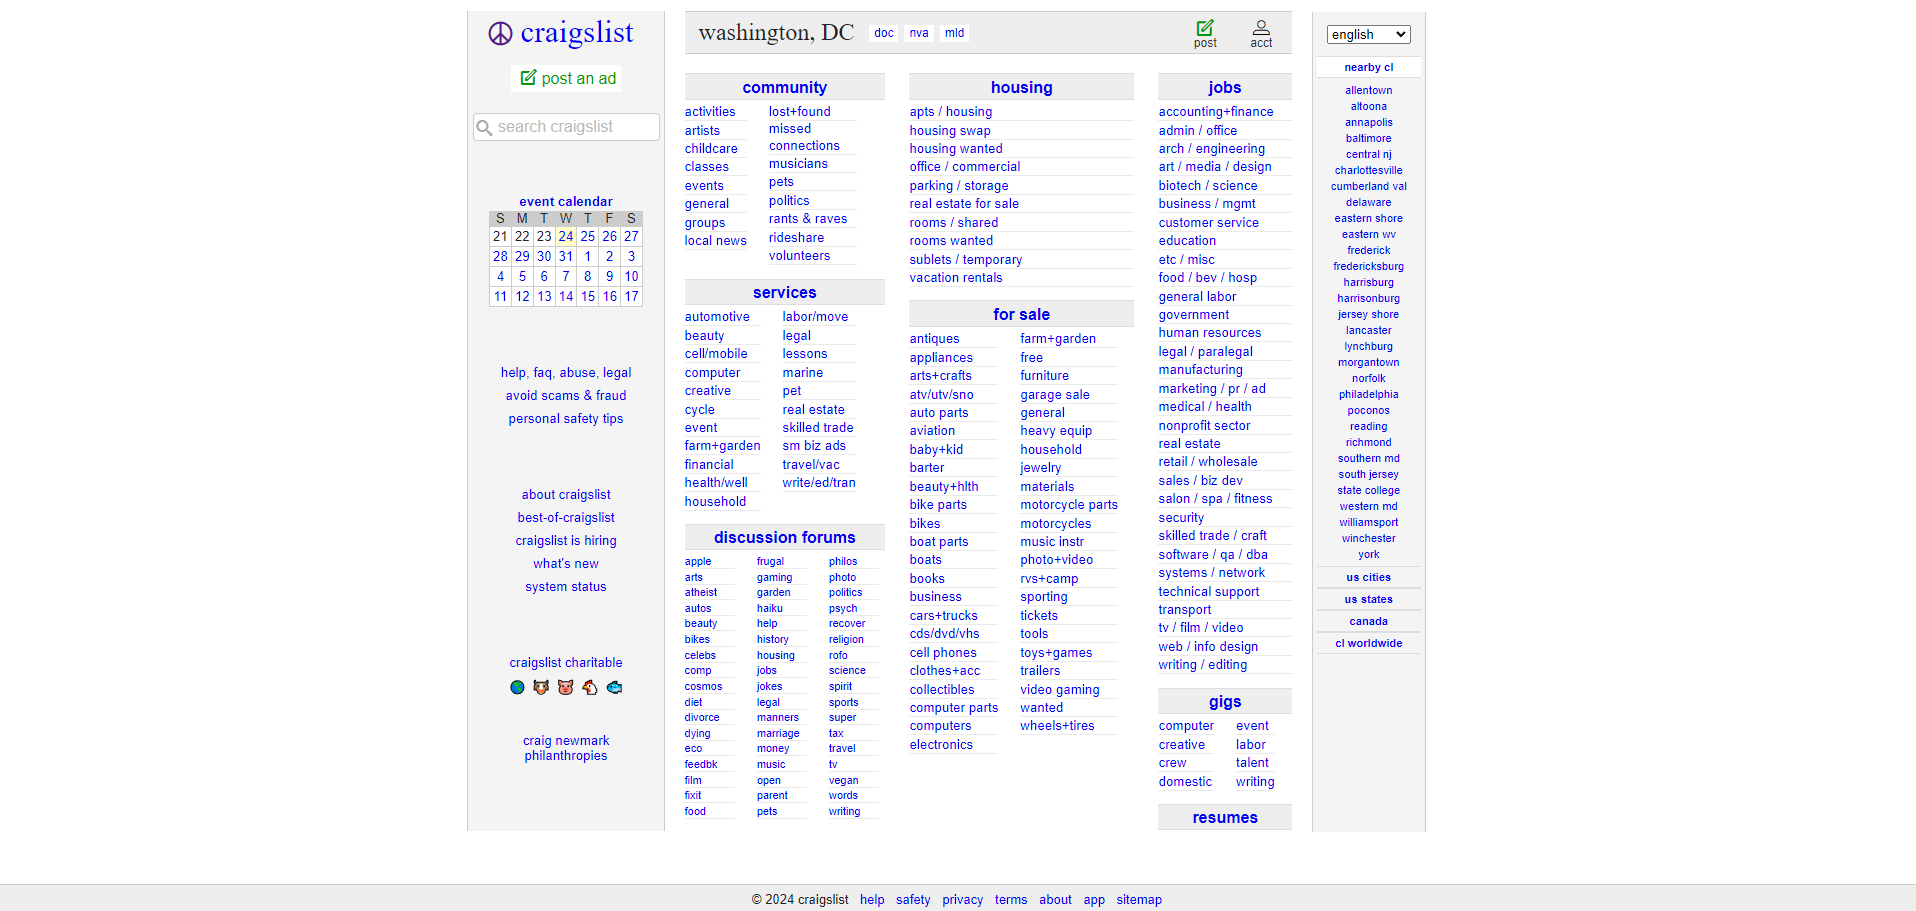 craigslist
post an ad
search craigslist
event calendar
S M T W T F S
21 22 23 24 25 26 27
28 29 30 31 1 2 3
4 5 6 7 8 9 10
11 12 13 14 15 16 17
help, faq, abuse, legal
avoid scams & fraud
personal safety tips
about craigslist
best-of-craigslist
craigslist is hiring
what's new
system status
craigslist charitable
craig newmark
philanthropies
washington, DC doc nva mld
post
acct
community
activities
artists
childcare
classes
events
general
groups
local news
lost+found
missed
connections
musicians
pets
politics
rants & raves
rideshare
volunteers
services
automotive
beauty
cell/mobile
computer
creative
cycle
event
farm+garden
financial
health/well
household
labor/move
legal
lessons
marine
pet
real estate
skilled trade
sm biz ads
travel/vac
write/ed/tran
discussion forums
apple
arts
atheist
autos
beauty
bikes
celebs
comp
cosmos
diet
divorce
dying
eco
feedbk
film
fixit
food
frugal
gaming
garden
haiku
help
history
housing
jobs
jokes
legal
manners
marriage
money
music
open
parent
pets
philos
photo
politics
psych
recover
religion
rofo
science
spirit
sports
super
tax
travel
tv
vegan
words
writing
housing
apts / housing
housing swap
housing wanted
office / commercial
parking / storage
real estate for sale
rooms / shared
rooms wanted
sublets / temporary
vacation rentals
for sale
antiques
appliances
arts+crafts
atv/utv/sno
auto parts
aviation
baby+kid
barter
beauty+hlth
bike parts
bikes
boat parts
boats
books
business
cars+trucks
cds/dvd/vhs
cell phones
clothes+acc
collectibles
computer parts
computers
electronics
farm+garden
free
furniture
garage sale
general
heavy equip
household
jewelry
materials
motorcycle parts
motorcycles
music instr
photo+video
rvs+camp
sporting
tickets
tools
toys+games
trailers
video gaming
wanted
wheels+tires
jobs
accounting+finance
admin / office
arch / engineering
art / media / design
biotech / science
business / mgmt
customer service
education
etc / misc
food / bev / hosp
general labor
government
human resources
legal / paralegal
manufacturing
marketing / pr / ad
medical / health
nonprofit sector
real estate
retail / wholesale
sales / biz dev
salon / spa / fitness
security
skilled trade / craft
software / qa / dba
systems / network
technical support
transport
tv / film / video
web / info design
writing / editing
gigs
computer
creative
crew
domestic
event
labor
talent
writing
resumes
english
nearby cl
allentown
altoona
annapolis
baltimore
central nj
charlottesville
cumberland val
delaware
eastern shore
eastern wv
frederick
fredericksburg
harrisburg
harrisonburg
jersey shore
lancaster
lynchburg
morgantown
norfolk
philadelphia
poconos
reading
richmond
southern md
south jersey
state college
western md
williamsport
winchester
york
us cities
us states
canada
cl worldwide
© 2024 craigslist help safety privacy terms about app sitemap